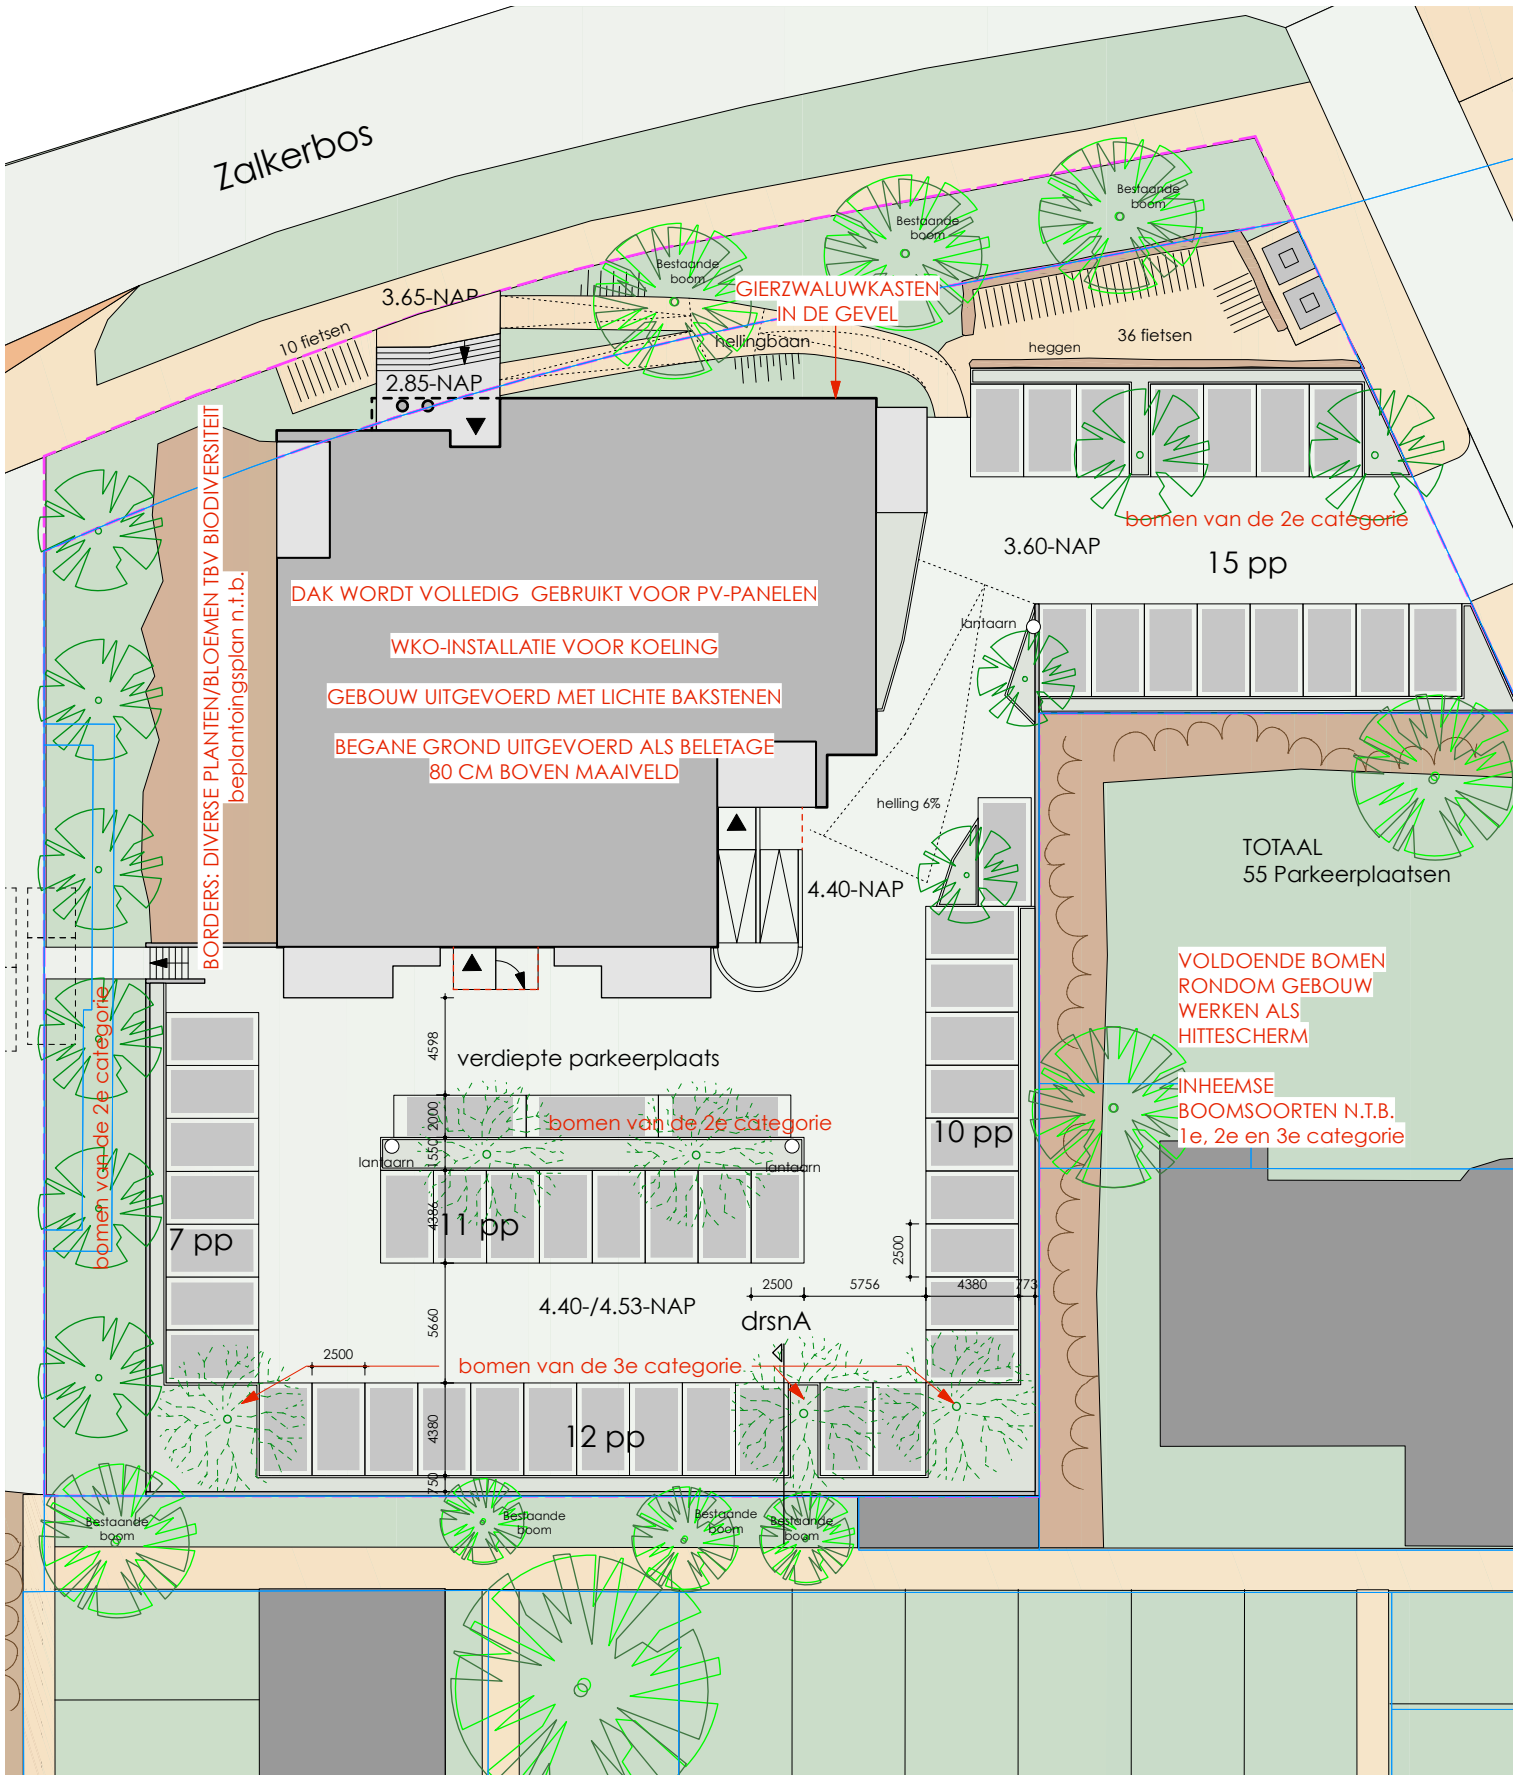 Zalkerbos
Bestaande
boom
Bestaande
boom
Bestaande
boom
3.65-NAP
GIERZWALUWKASTEN
IN DE GEVEL
10 fietsen
hellingbaan
heggen
36 fietsen
2.85-NAP
BORDERS: DIVERSE PLANTEN/BLOEMEN TBV BIODIVERSITEIT
beplantoingsplan n.t.b.
bomen van de 2e categorie
3.60-NAP
15 pp
DAK WORDT VOLLEDIG GEBRUIKT VOOR PV-PANELEN
WKO-INSTALLATIE VOOR KOELING
GEBOUW UITGEVOERD MET LICHTE BAKSTENEN
BEGANE GROND UITGEVOERD ALS BELETAGE
80 CM BOVEN MAAIVELD
lantaarn
helling 6%
4.40-NAP
TOTAAL
55 Parkeerplaatsen
VOLDOENDE BOMEN
RONDOM GEBOUW
WERKEN ALS
HITTESCHERM
INHEEMSE
BOOMSOORTEN N.T.B.
1e, 2e en 3e categorie
bomen van de 2e categorie
4598
verdiepte parkeerplaats
2000
bomen van de 2e categorie
1550
lantaarn
lantaarn
10 pp
4386
11 pp
7 pp
2500
2500
5756
4380
773
4.40-/4.53-NAP
drsnA
5660
2500
bomen van de 3e categorie
4380
12 pp
750
Bestaande
boom
Bestaande
boom
Bestaande
boom
Bestaande
boom